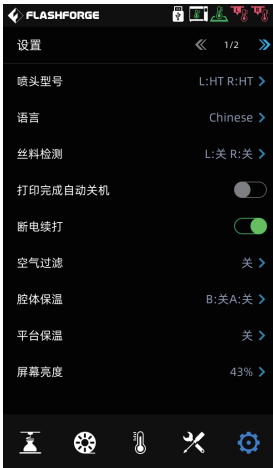 FLASHFORGE
设置 1/2
喷头型号 L:HT R:HT
语言 Chinese
丝料检测 L:关 R:关
打印完成自动关机
断电续打
空气过滤 关
腔体保温 B:关A:关
平台保温 关
屏幕亮度 43%